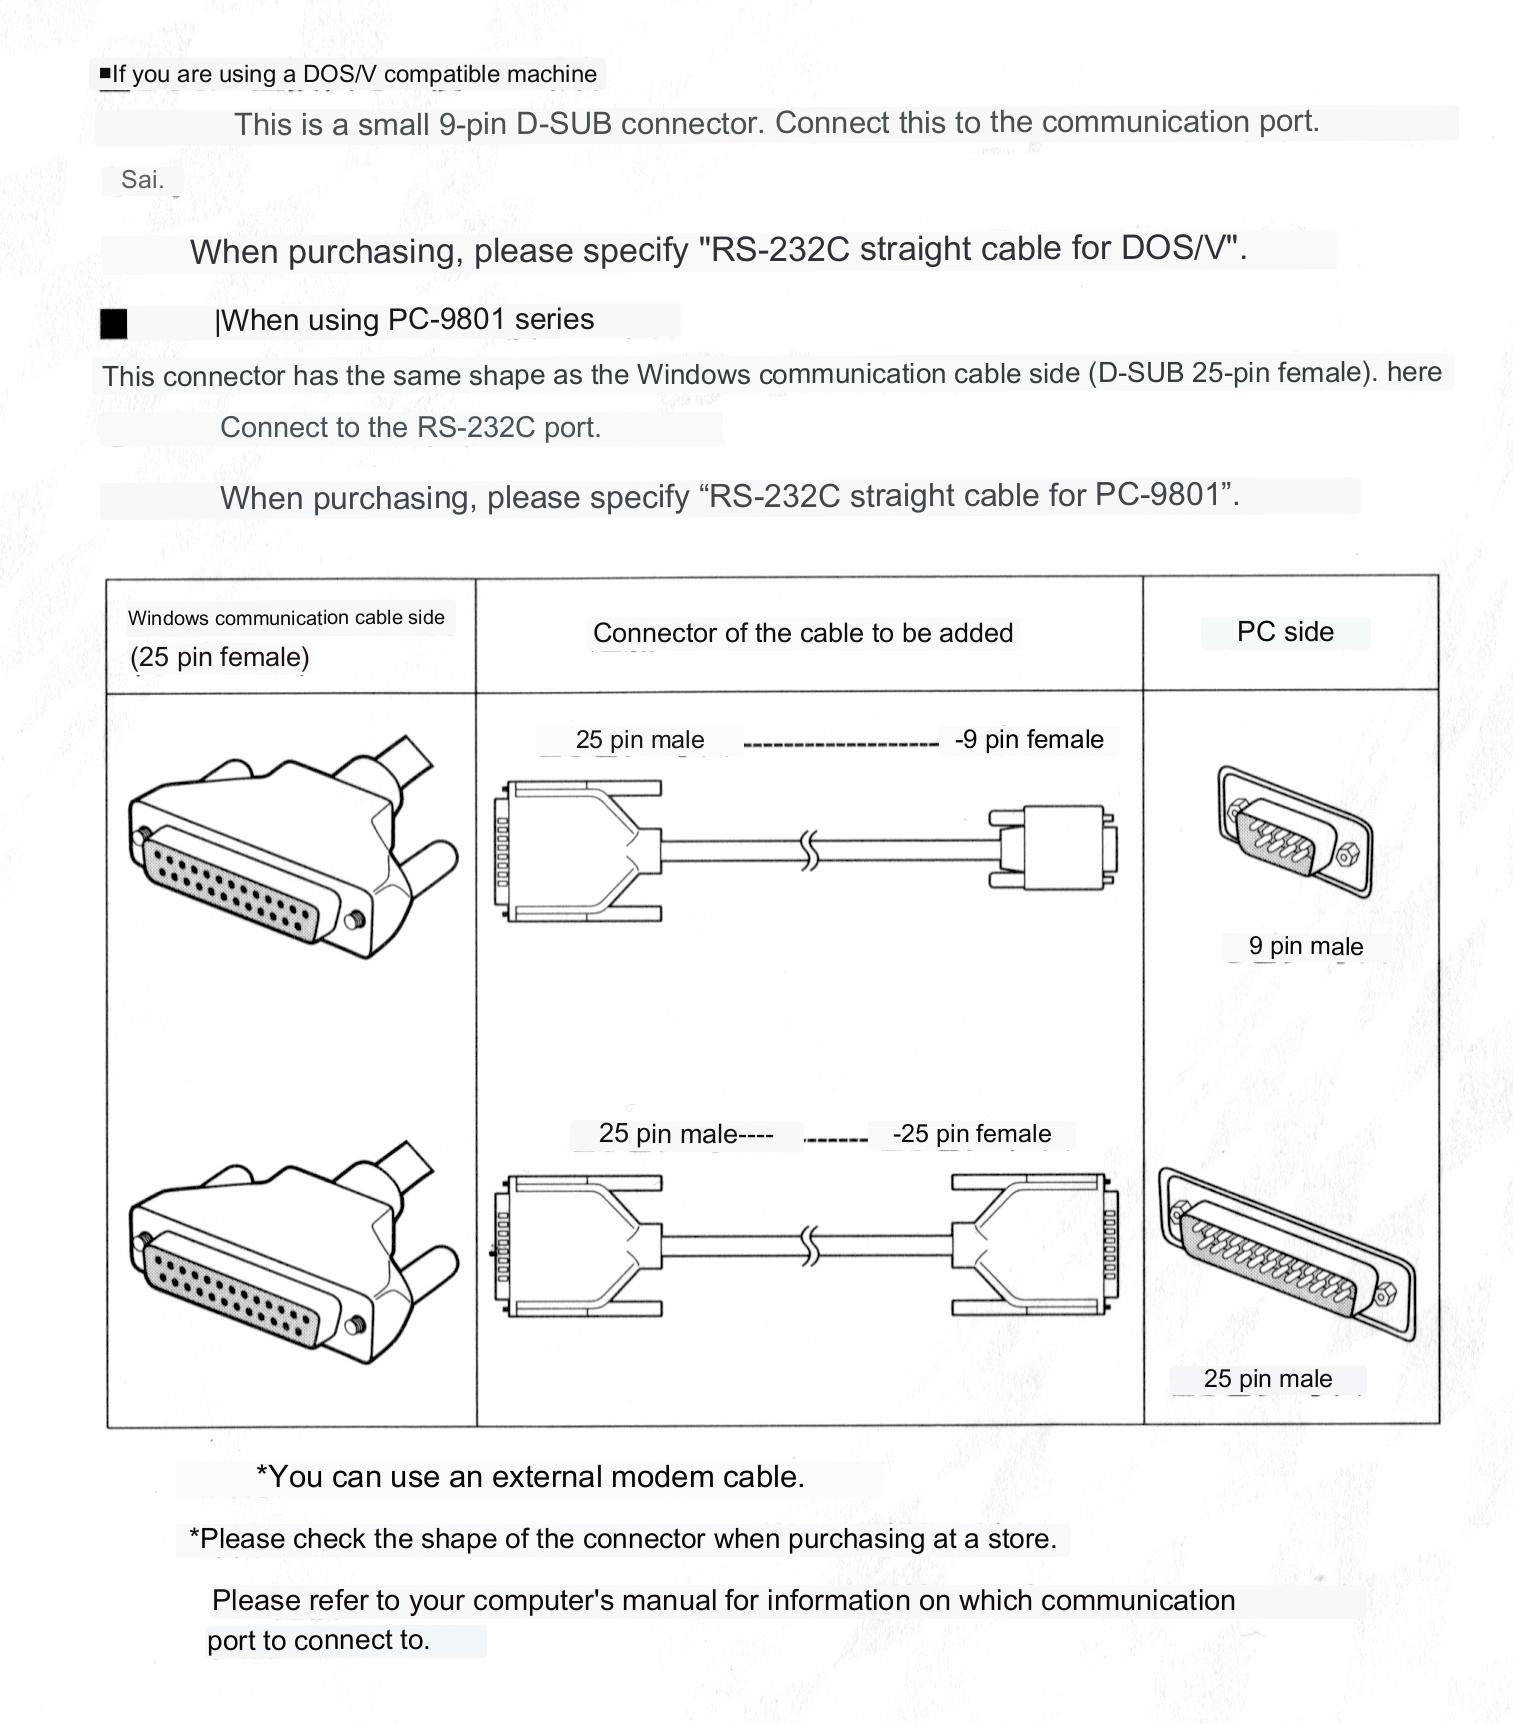 ■If you are using a DOS/V compatible machine
This is a small 9-pin D-SUB connector. Connect this to the communication port.
Sai.
When purchasing, please specify "RS-232C straight cable for DOS/V".
■ |When using PC-9801 series
This connector has the same shape as the Windows communication cable side (D-SUB 25-pin female). here
Connect to the RS-232C port.
When purchasing, please specify “RS-232C straight cable for PC-9801”.
Windows communication cable side
(25 pin female)
Connector of the cable to be added
PC side
25 pin male -------------------- -9 pin female
9 pin male
25 pin male---- ------- -25 pin female
25 pin male
*You can use an external modem cable.
*Please check the shape of the connector when purchasing at a store.
Please refer to your computer's manual for information on which communication
port to connect to.